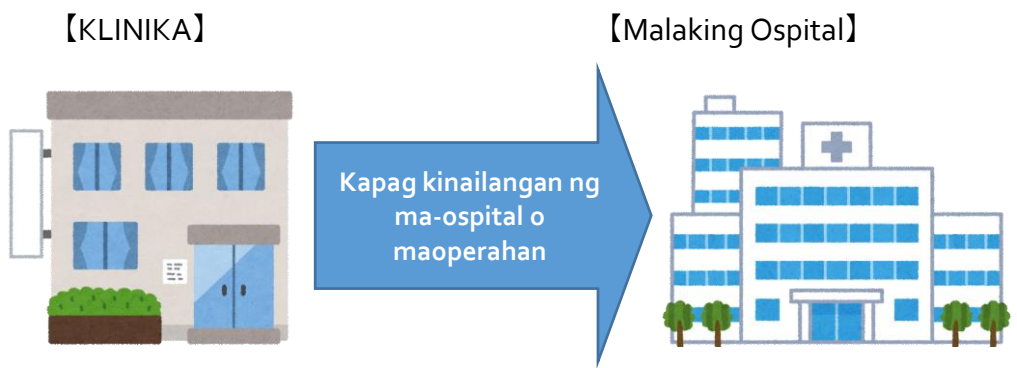 【KLINIKA】
【Malaking Ospital】
Kapag kinailangan ng
ma-ospital o
maoperahan